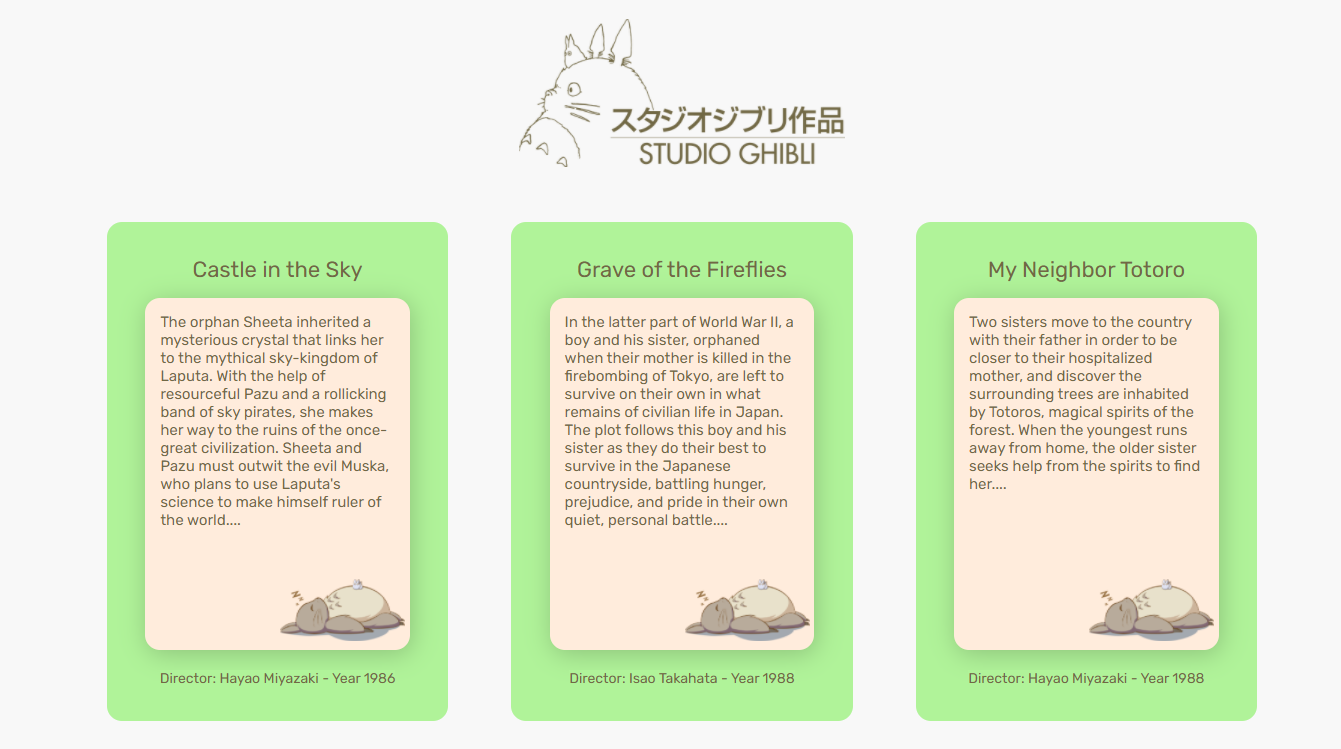 スタジオジブリ作品
STUDIO GHIBLI
Castle in the Sky
The orphan Sheeta inherited a
mysterious crystal that links her
to the mythical sky-kingdom of
Laputa. With the help of
resourceful Pazu and a rollicking
band of sky pirates, she makes
her way to the ruins of the once-
great civilization. Sheeta and
Pazu must outwit the evil Muska,
who plans to use Laputa's
science to make himself ruler of
the world....
Director: Hayao Miyazaki - Year 1986
Grave of the Fireflies
In the latter part of World War II, a
boy and his sister, orphaned
when their mother is killed in the
firebombing of Tokyo, are left to
survive on their own in what
remains of civilian life in Japan.
The plot follows this boy and his
sister as they do their best to
survive in the Japanese
countryside, battling hunger,
prejudice, and pride in their own
quiet, personal battle....
Director: Isao Takahata - Year 1988
My Neighbor Totoro
Two sisters move to the country
with their father in order to be
closer to their hospitalized
mother, and discover the
surrounding trees are inhabited
by Totoros, magical spirits of the
forest. When the youngest runs
away from home, the older sister
seeks help from the spirits to find
her....
Director: Hayao Miyazaki - Year 1988